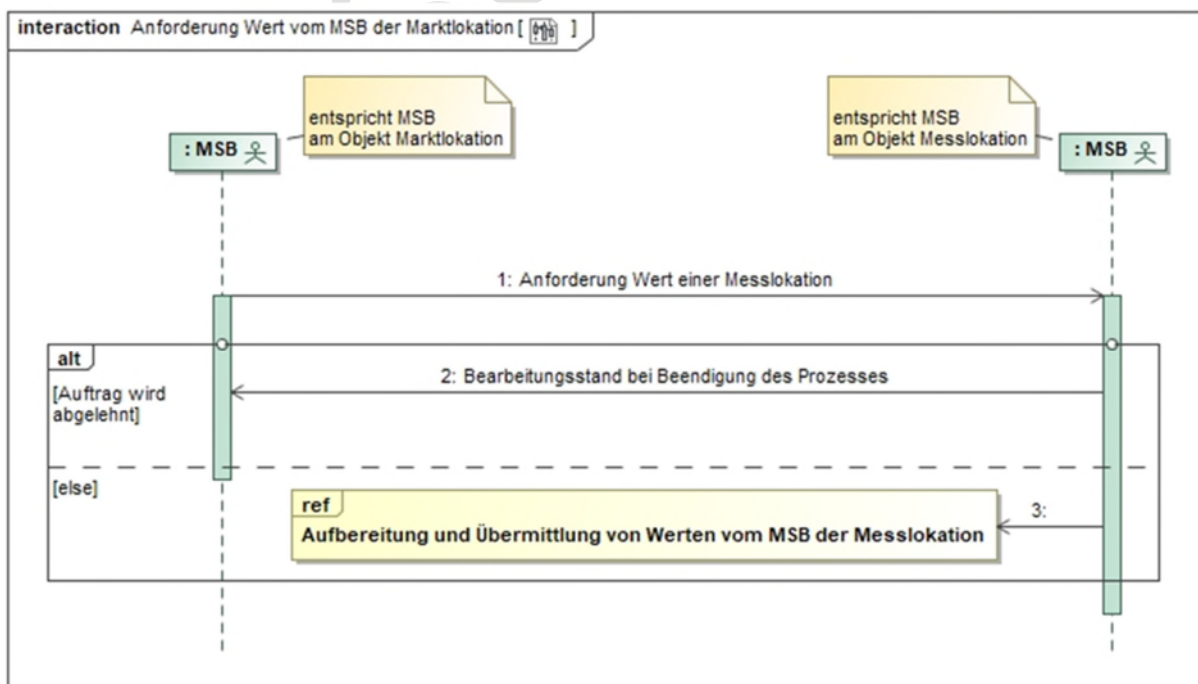 interaction Anforderung Wert vom MSB der Marktlokation [ ]
entspricht MSB
am Objekt Marktlokation
: MSB
entspricht MSB
am Objekt Messlokation
: MSB
1: Anforderung Wert einer Messlokation
alt
[Auftrag wird
abgelehnt]
2: Bearbeitungsstand bei Beendigung des Prozesses
[else]
ref
Aufbereitung und Übermittlung von Werten vom MSB der Messlokation
3: